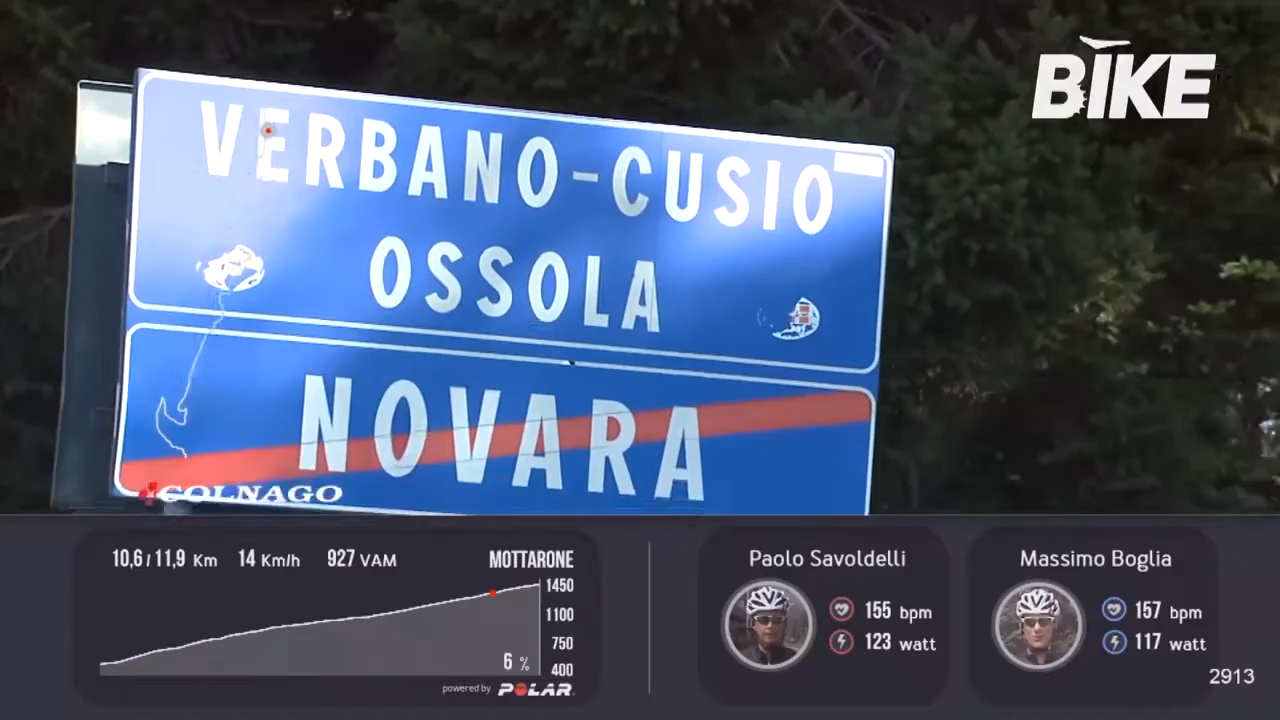 BIKE
VERBANO-CUSIO
OSSOLA
NOVARA
COLNAGO
10,6 / 11,9 Km 14 Km/h 927 VAM MOTTARONE
1450
1100
750
6 % 400
powered by POLAR
Paolo Savoldelli
155 bpm
123 watt
Massimo Boglia
157 bpm
117 watt
2913